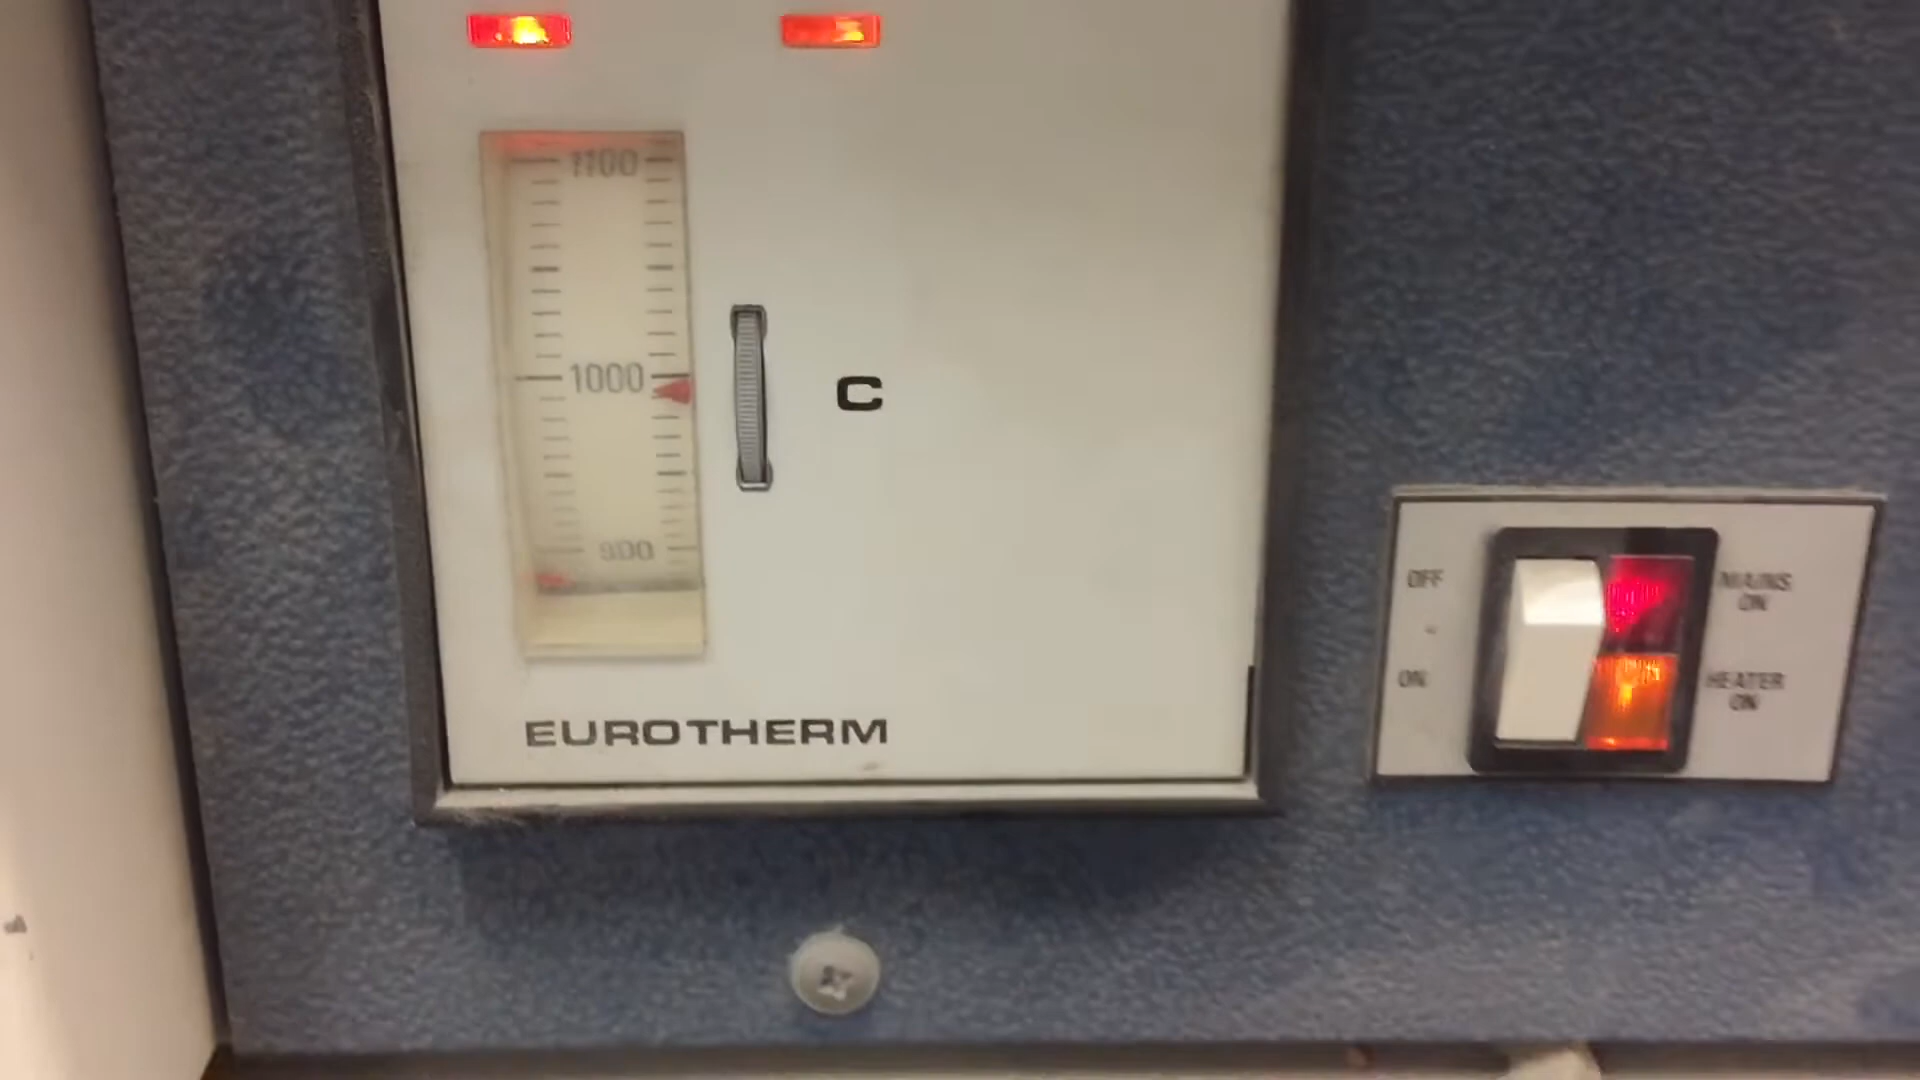 1100
1000
900
C
EUROTHERM
OFF
ON
MAINS
ON
HEATER
ON